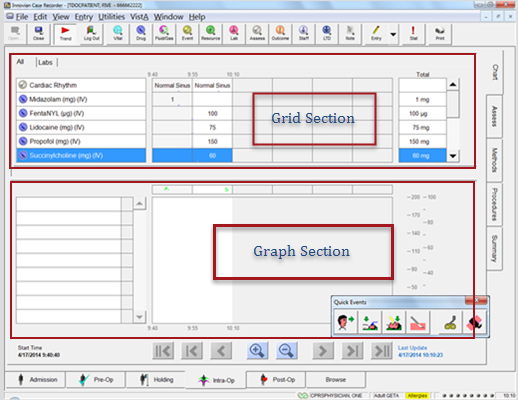 Innovian Case Recorder - [TDOCPATIENT, FIVE - 666662222]
File View Entry Utilities VistA Window Help
Open Close Trend Log Out Vital Drug Fluid/Gas Event Resource Lab Assess Outcome Staff LTD Note Entry Stat Print
All Labs
9:40 9:55 10:10 Total
Cardiac Rhythm Normal Sinus Normal Sinus
Midazolam (mg) (IV) 1 1 mg
FentaNYL (µg) (IV) 100 100 µg
Lidocaine (mg) (IV) 75 75 mg
Propofol (mg) (IV) 150 150 mg
Succinylcholine (mg) (IV) 60 60 mg
Grid Section
Chart
Assess
Methods
Procedures
Summary
A S
200 100
170 80
140 60
110 40
80
50
Graph Section
Quick Events
9:40 9:55 10:10
Start Time
4/17/2014 9:40:40
Last Update
4/17/2014 10:10:23
Admission Pre-Op Holding Intra-Op Post-Op Browse
CPRSPHYSICIAN, ONE Adult GETA Allergies 10:10